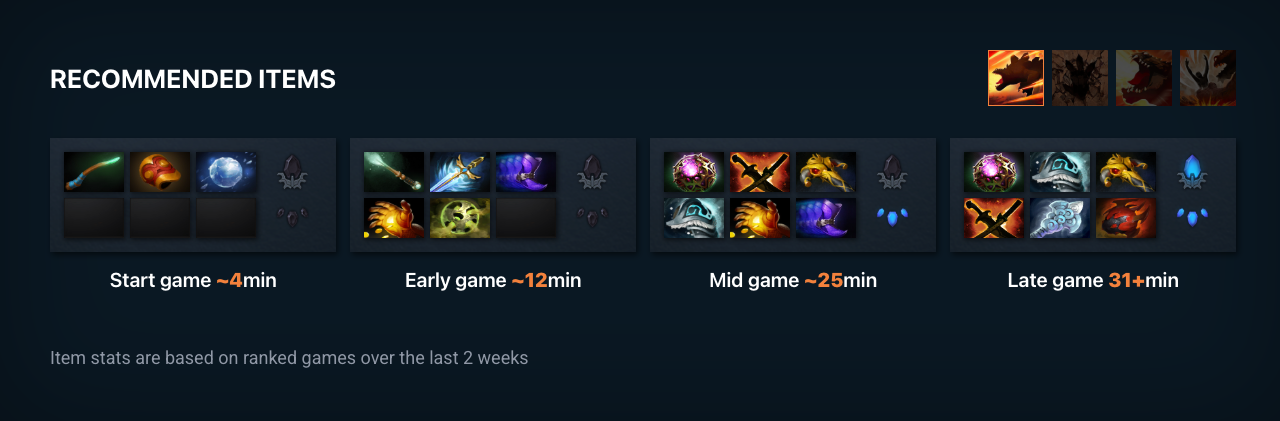 RECOMMENDED ITEMS
Start game ~4min
Early game ~12min
Mid game ~25min
Late game 31+min
Item stats are based on ranked games over the last 2 weeks